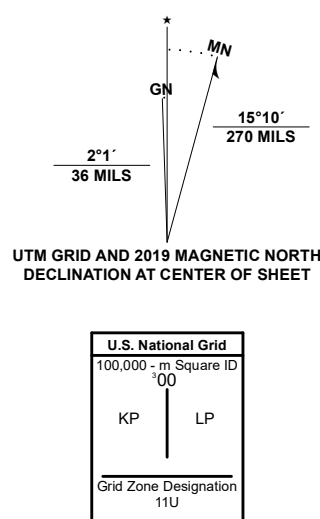 ★
MN
GN
2°1´
36 MILS
15°10´
270 MILS
UTM GRID AND 2019 MAGNETIC NORTH
DECLINATION AT CENTER OF SHEET
U.S. National Grid
100,000 - m Square ID
³00
KP LP
Grid Zone Designation
11U